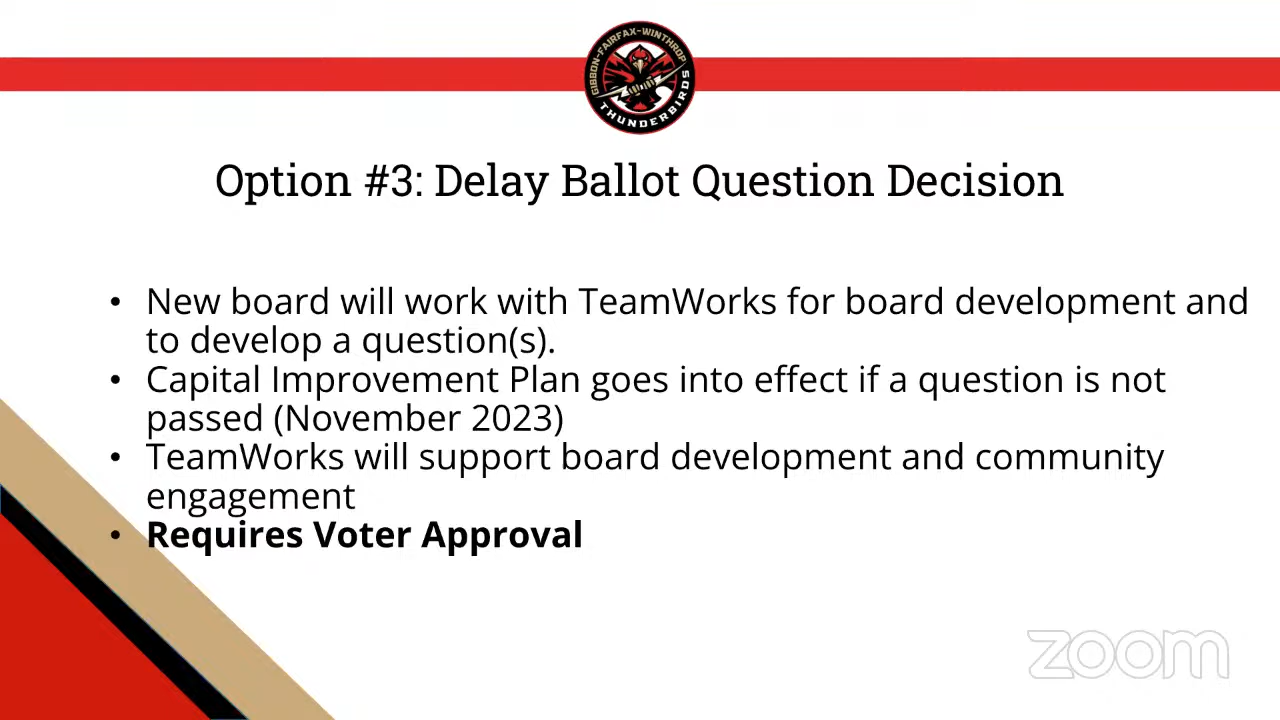 GIBBON-FAIRFAX-WINTHROP
THUNDERBIRDS
Option #3: Delay Ballot Question Decision
• New board will work with TeamWorks for board development and
to develop a question(s).
• Capital Improvement Plan goes into effect if a question is not
passed (November 2023)
• TeamWorks will support board development and community
engagement
• Requires Voter Approval
zoom